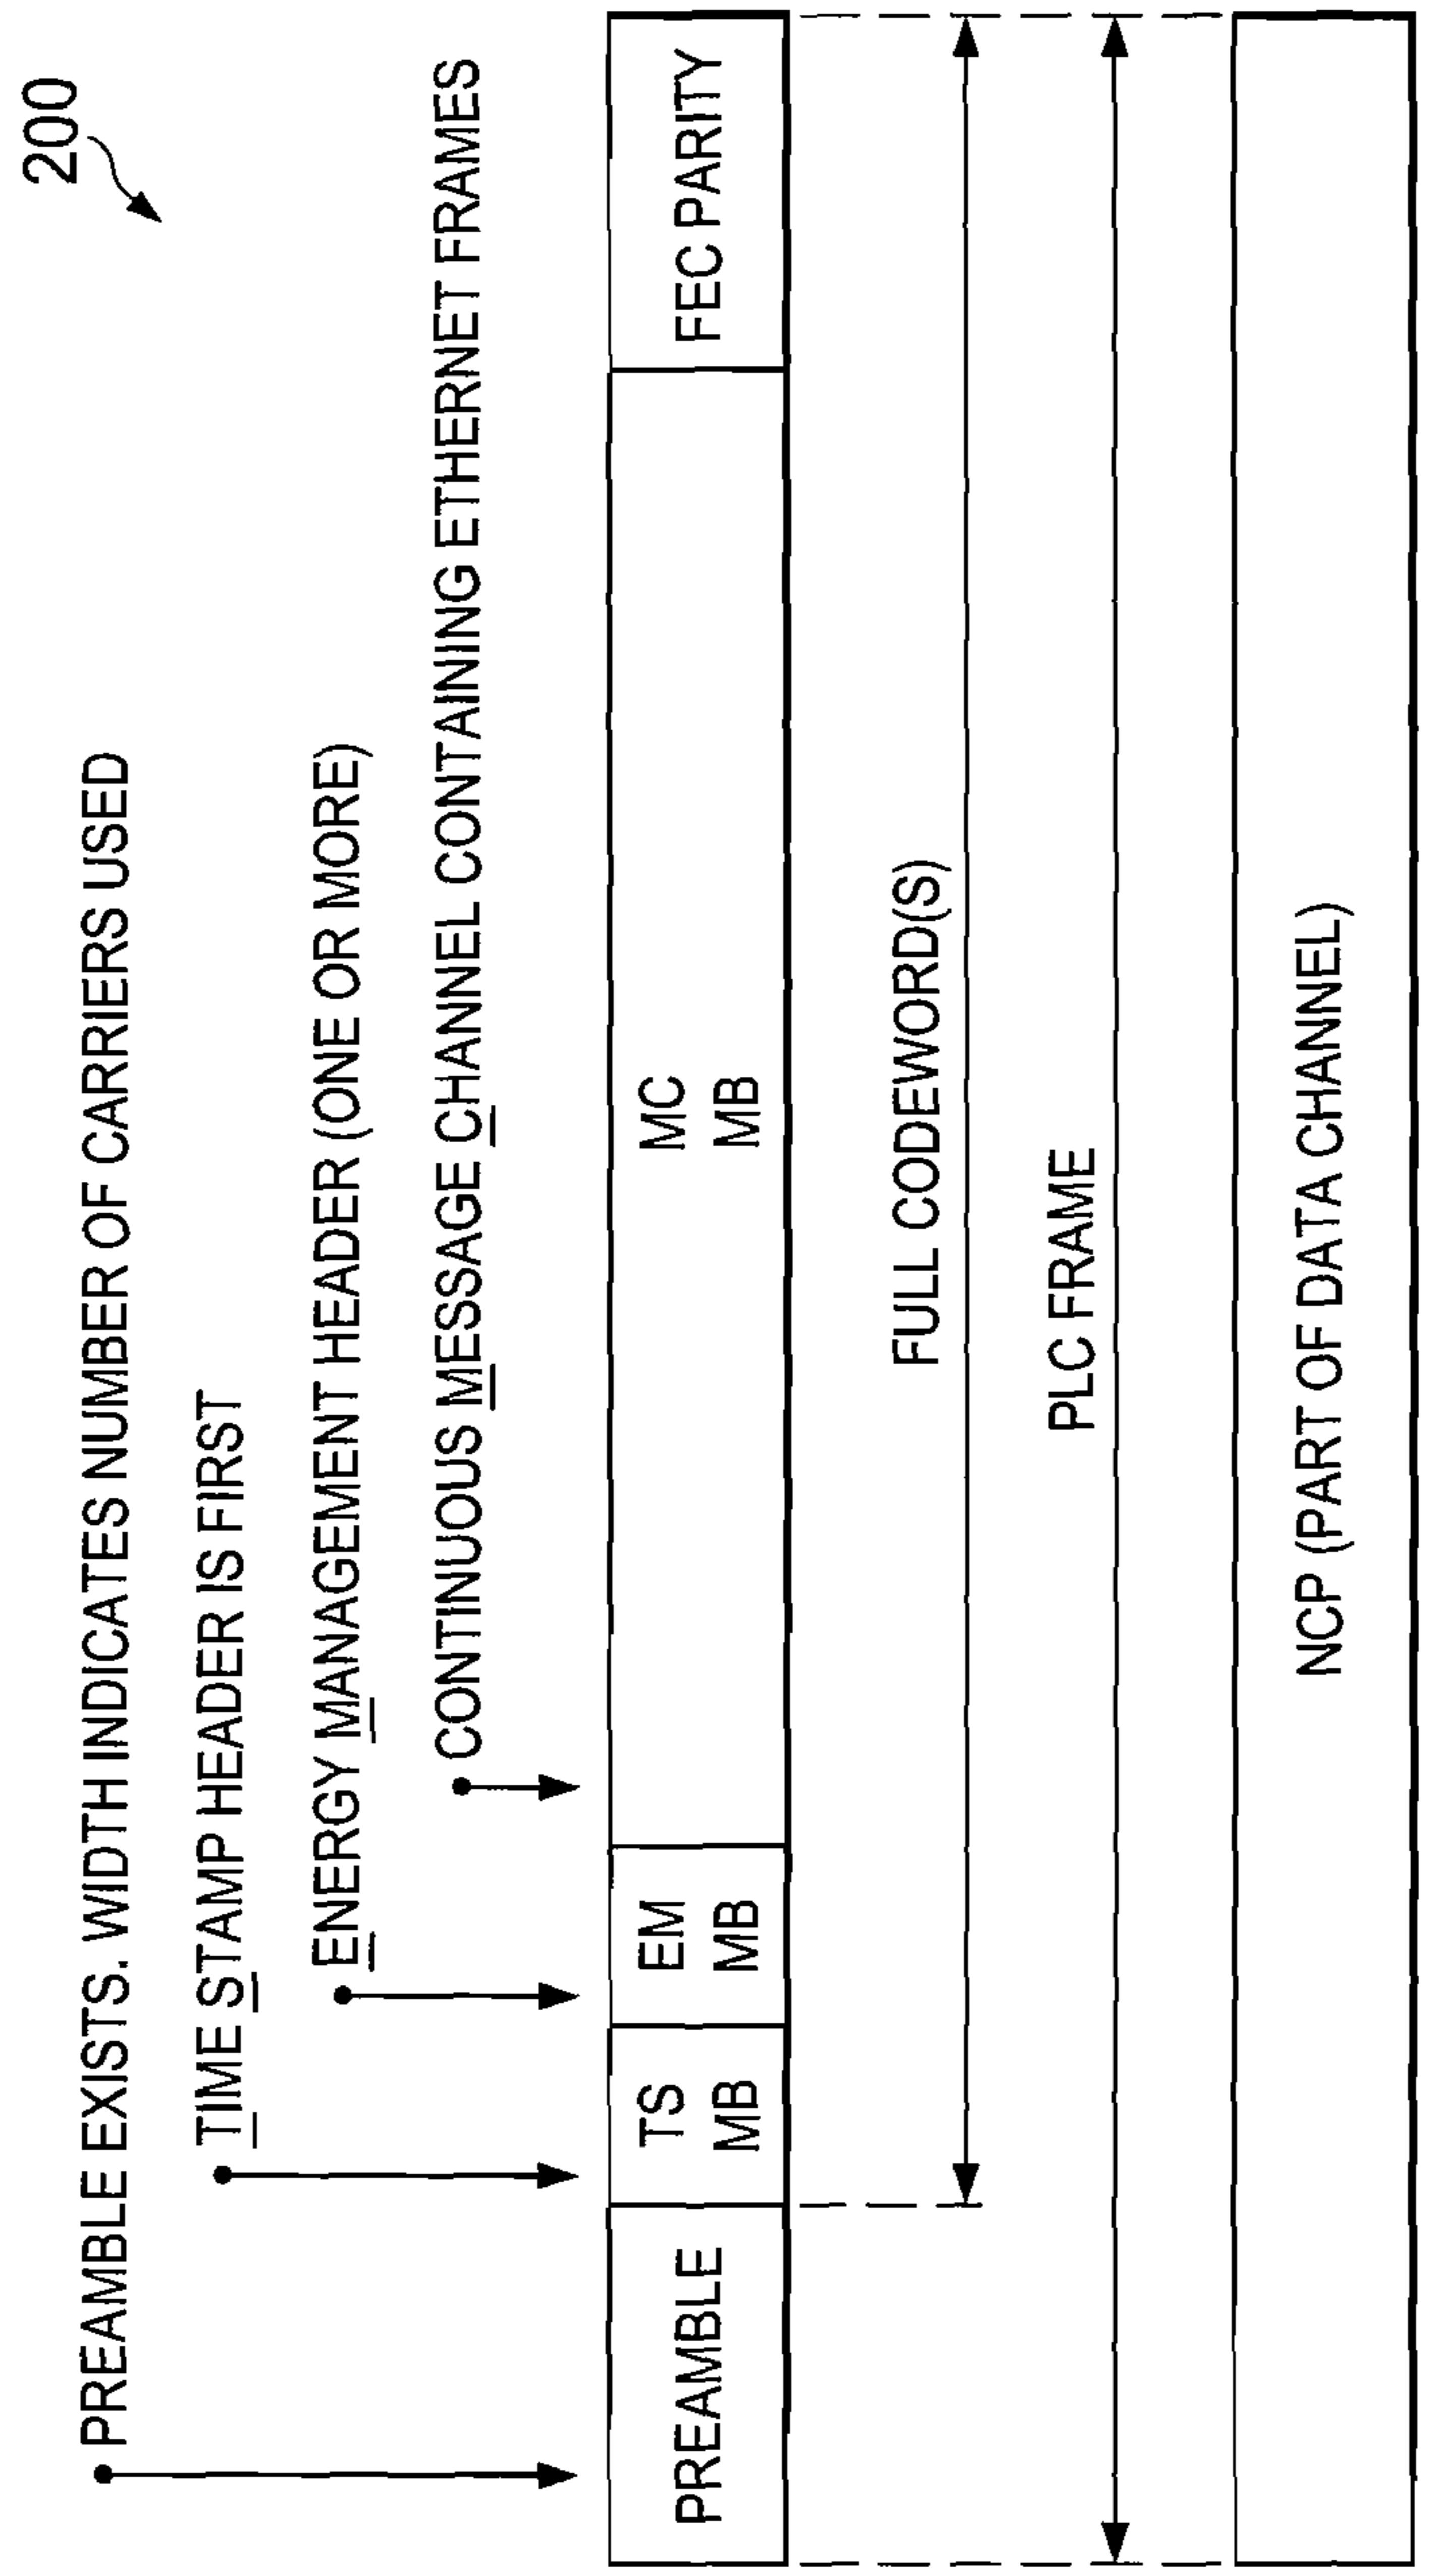 200
PREAMBLE EXISTS. WIDTH INDICATES NUMBER OF CARRIERS USED
TIME STAMP HEADER IS FIRST
ENERGY MANAGEMENT HEADER (ONE OR MORE)
CONTINUOUS MESSAGE CHANNEL CONTAINING ETHERNET FRAMES
PREAMBLE
TS
MB
EM
MB
MC
MB
FEC PARITY
FULL CODEWORD(S)
PLC FRAME
NCP (PART OF DATA CHANNEL)